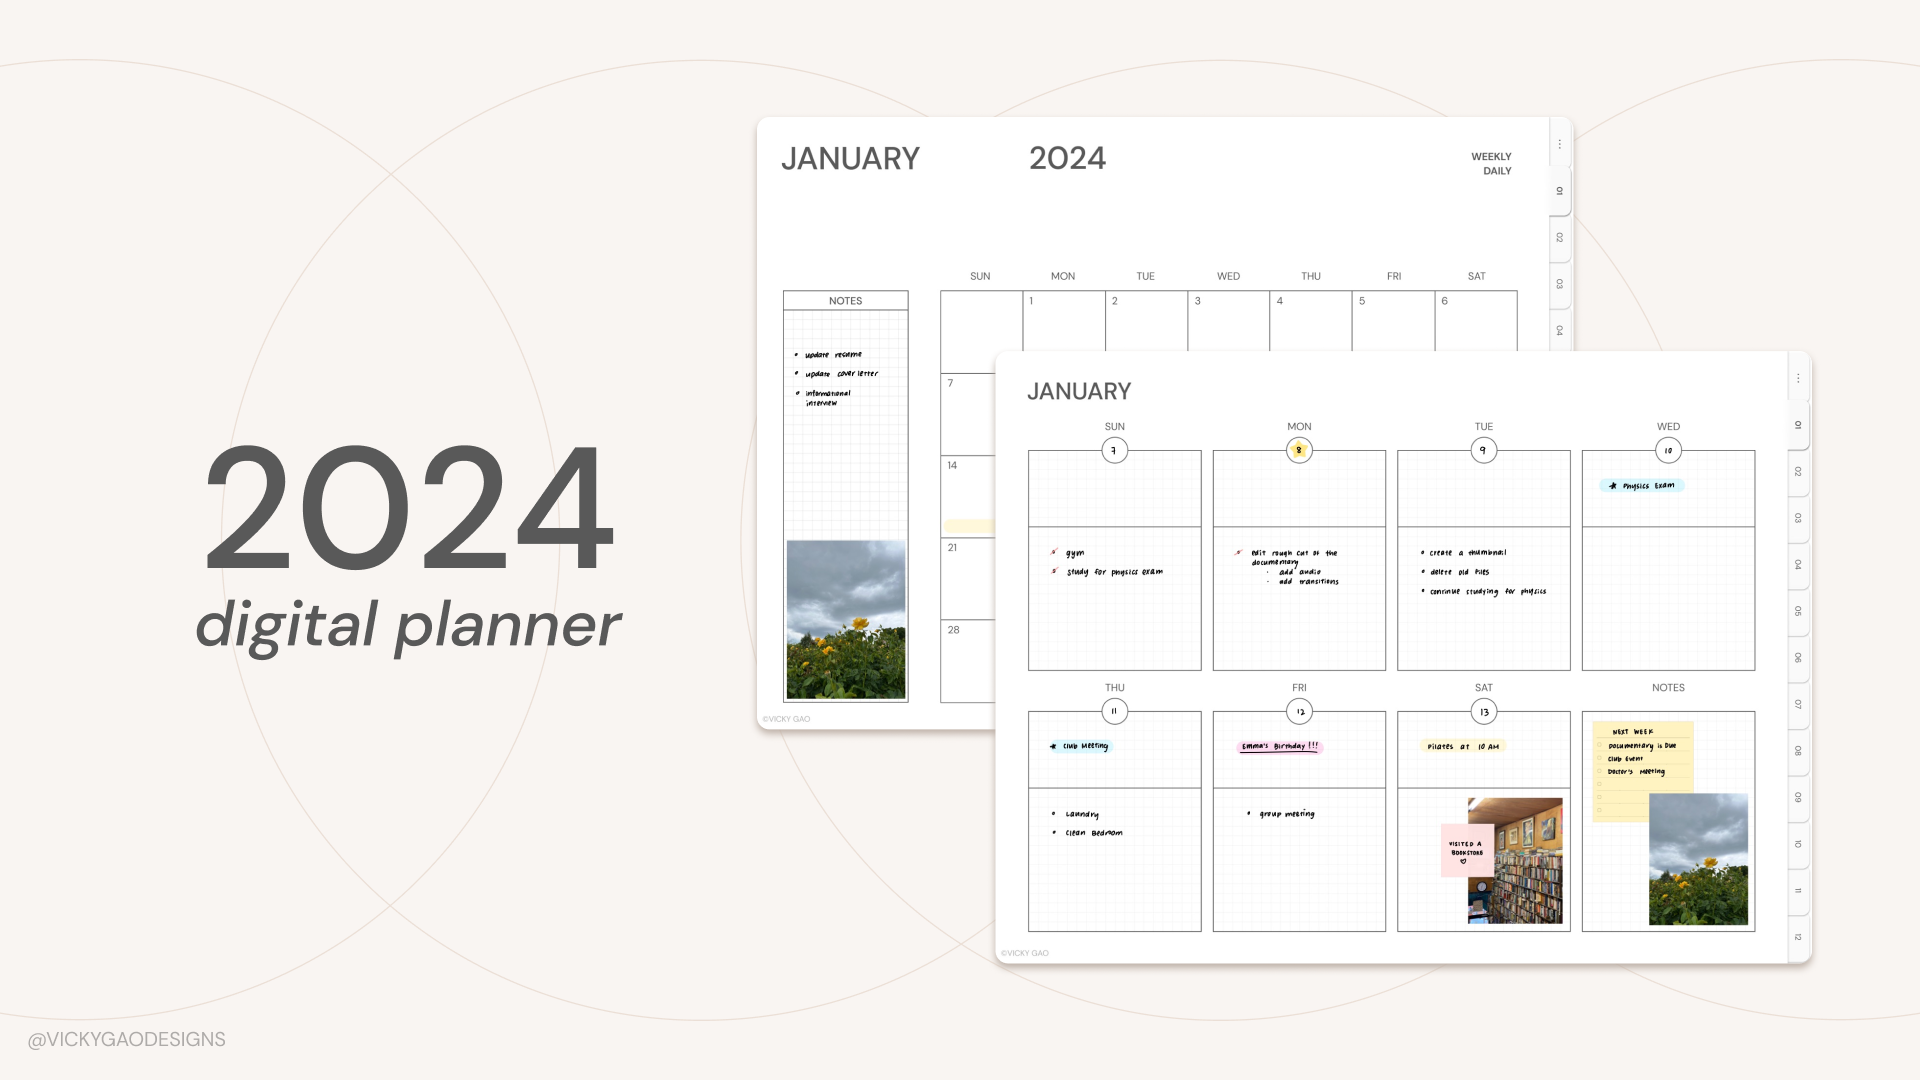 2024
digital planner
@VICKYGAODESIGNS
JANUARY
2024
WEEKLY
DAILY
SUN
MON
TUE
WED
THU
FRI
SAT
NOTES
1
2
3
4
5
6
update resume
update cover letter
informational
interview
7
14
21
28
©VICKY GAO
01
02
03
04
JANUARY
SUN
MON
TUE
WED
7
8
9
10
Physics Exam
gym
study for physics exam
edit rough cut of the
documentary
add audio
add transitions
create a thumbnail
delete old files
continue studying for physics
THU
FRI
SAT
NOTES
11
12
13
Club Meeting
Emma's Birthday !!!
Pilates at 10 AM
NEXT WEEK
Documentary is Due
Club Event
Doctor's Meeting
Laundry
Clean Bedroom
group meeting
VISITED A
BOOKSTORE
©VICKY GAO
01
02
03
04
05
06
07
08
09
10
11
12